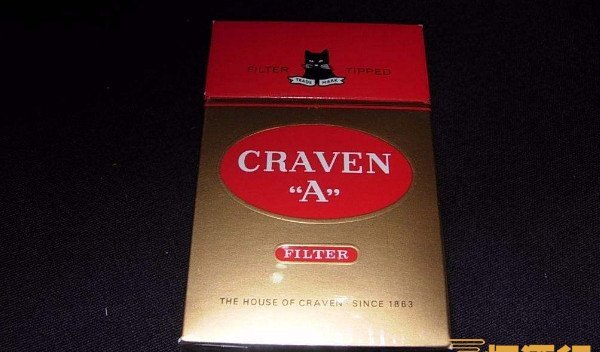 FILTER TIPPED
TRADE MARK
CRAVEN
“A”
FILTER
THE HOUSE OF CRAVEN SINCE 1863